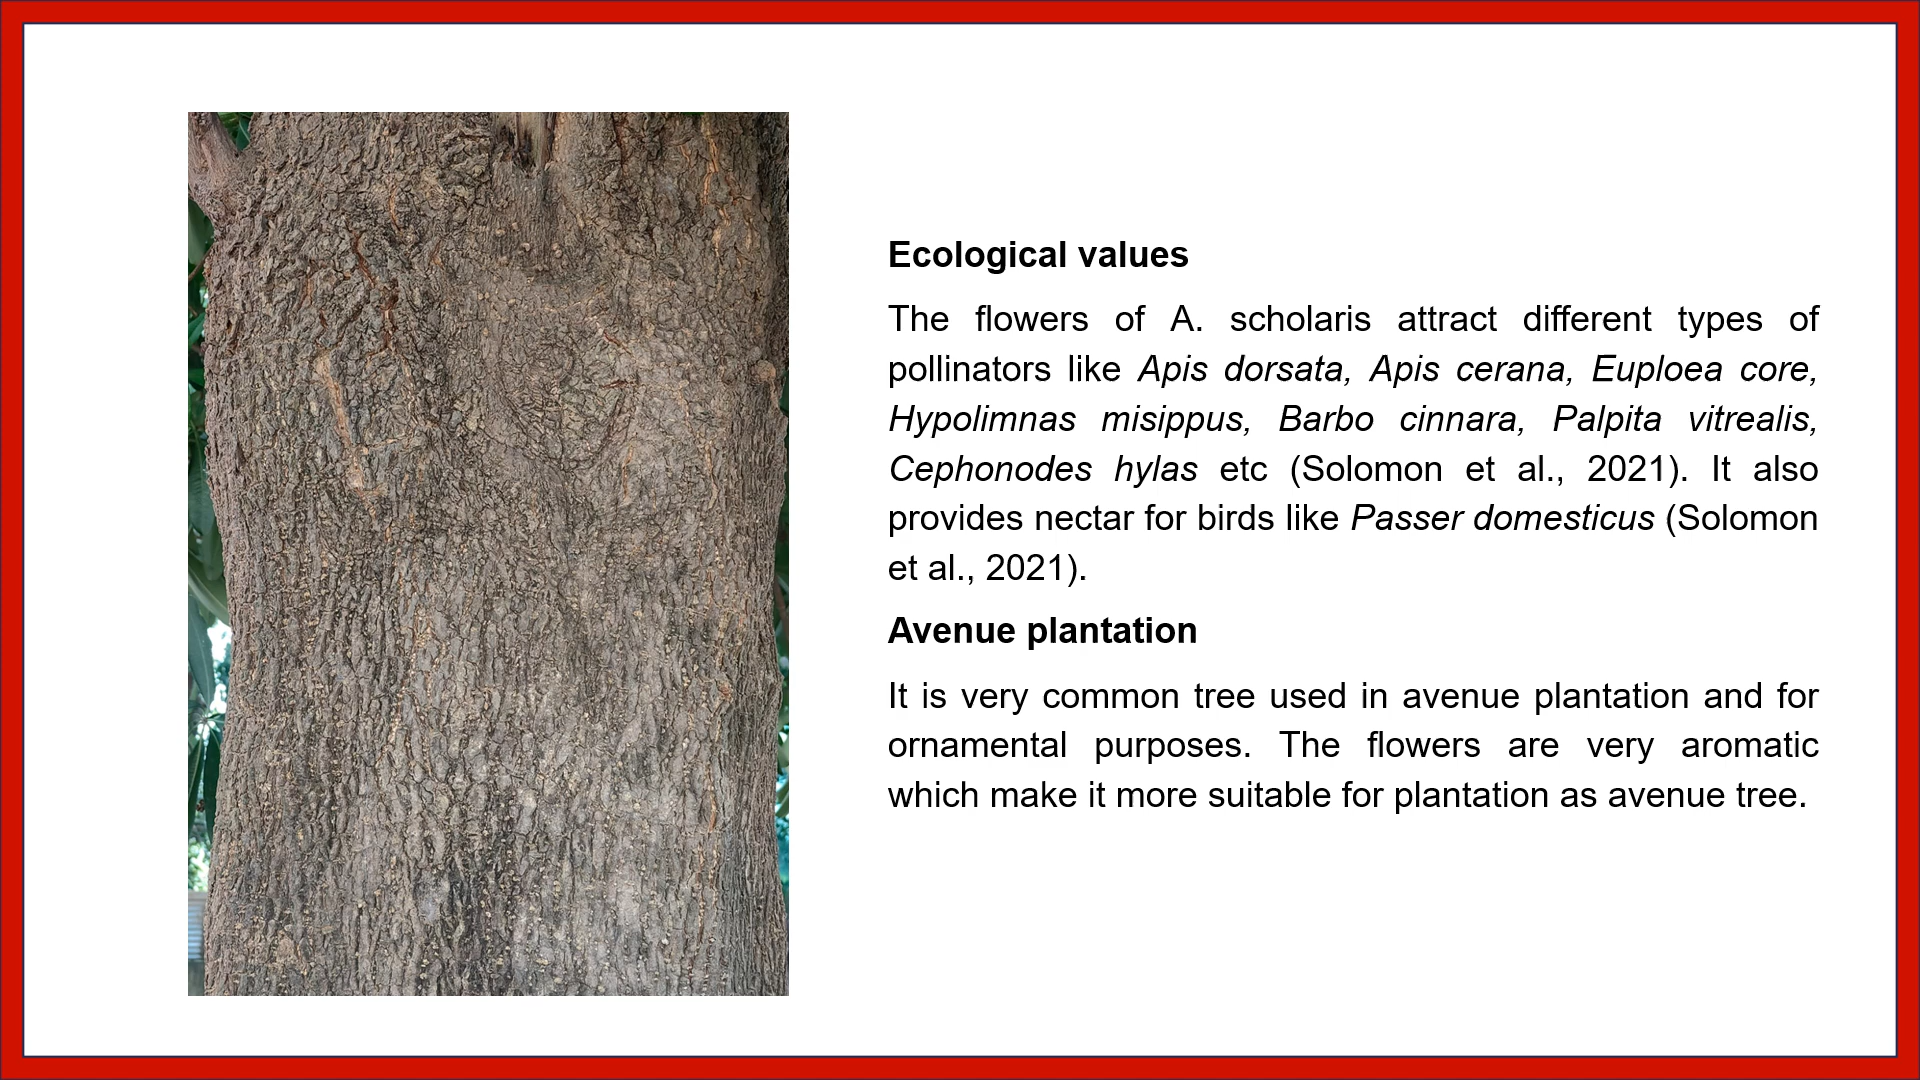 Ecological values
The flowers of A. scholaris attract different types of
pollinators like Apis dorsata, Apis cerana, Euploea core,
Hypolimnas misippus, Barbo cinnara, Palpita vitrealis,
Cephonodes hylas etc (Solomon et al., 2021). It also
provides nectar for birds like Passer domesticus (Solomon
et al., 2021).
Avenue plantation
It is very common tree used in avenue plantation and for
ornamental purposes. The flowers are very aromatic
which make it more suitable for plantation as avenue tree.